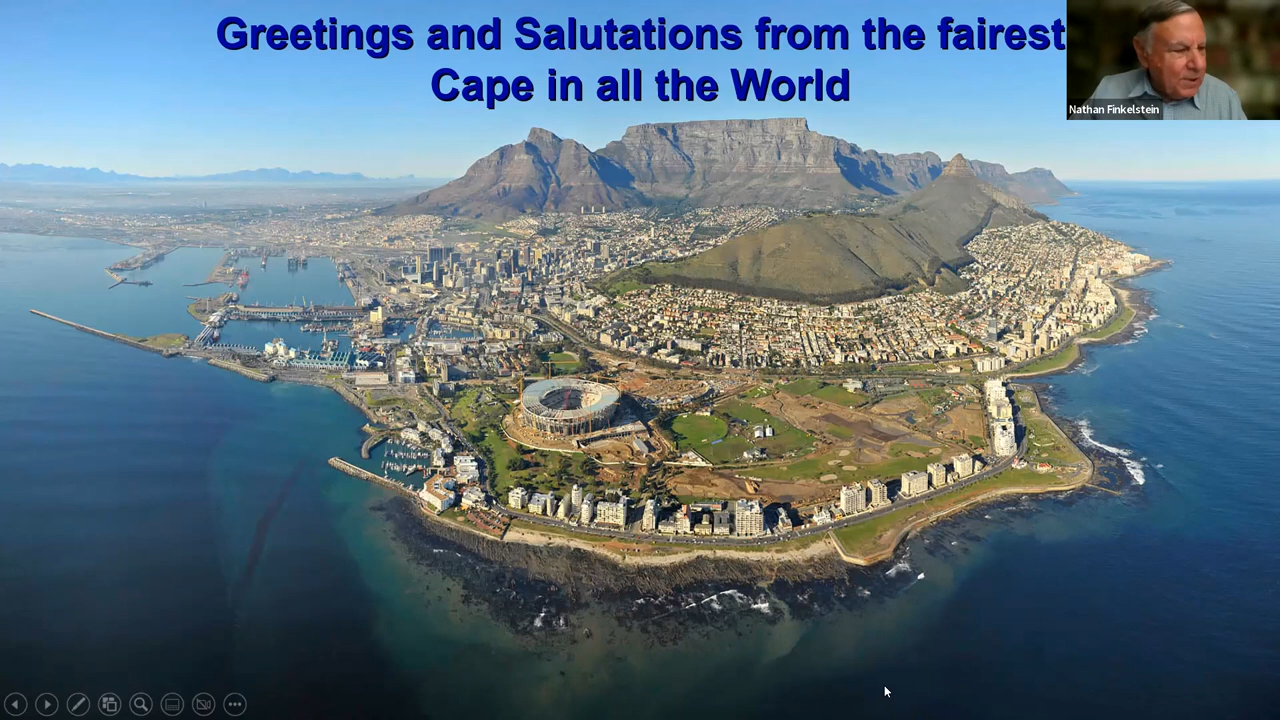 Greetings and Salutations from the fairest
Cape in all the World
Nathan Finkelstein